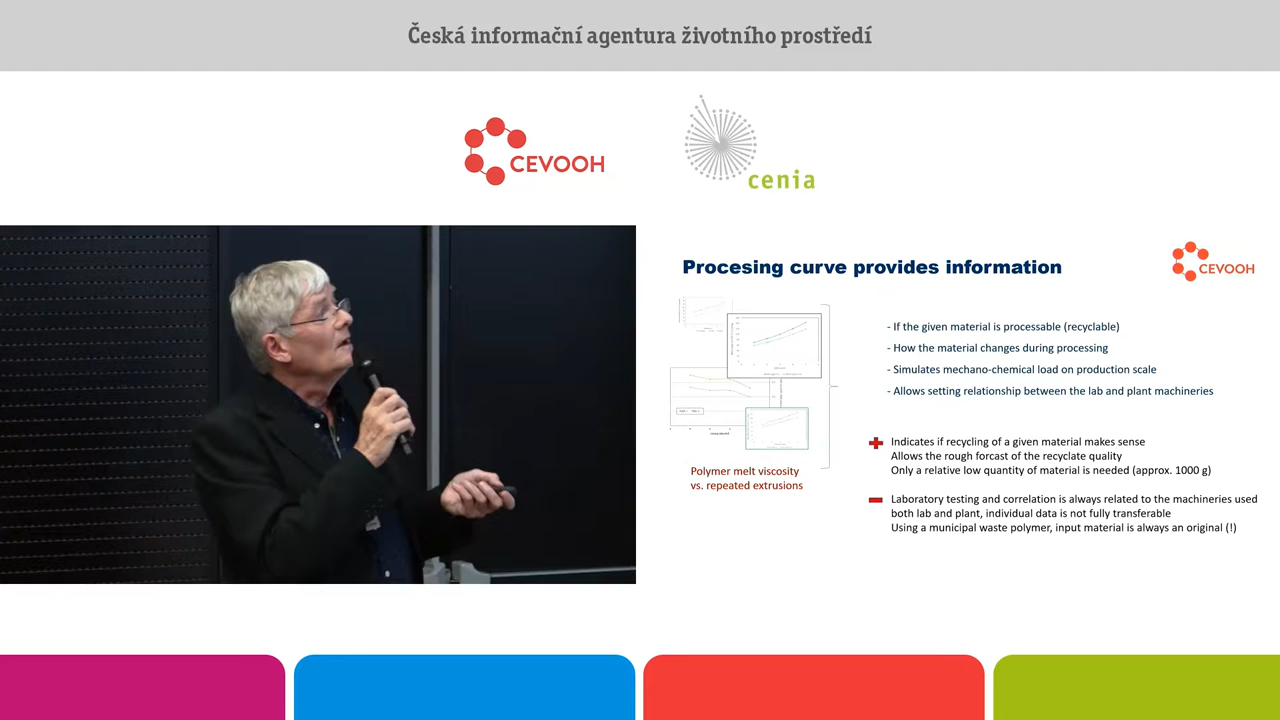 Česká informační agentura životního prostředí
CEVOOH
cenia
Procesing curve provides information
CEVOOH
- If the given material is processable (recyclable)
- How the material changes during processing
- Simulates mechano-chemical load on production scale
- Allows setting relationship between the lab and plant machineries
Indicates if recycling of a given material makes sense
Allows the rough forcast of the recyclate quality
Only a relative low quantity of material is needed (approx. 1000 g)
Polymer melt viscosity
vs. repeated extrusions
Laboratory testing and correlation is always related to the machineries used
both lab and plant, individual data is not fully transferable
Using a municipal waste polymer, input material is always an original (!)